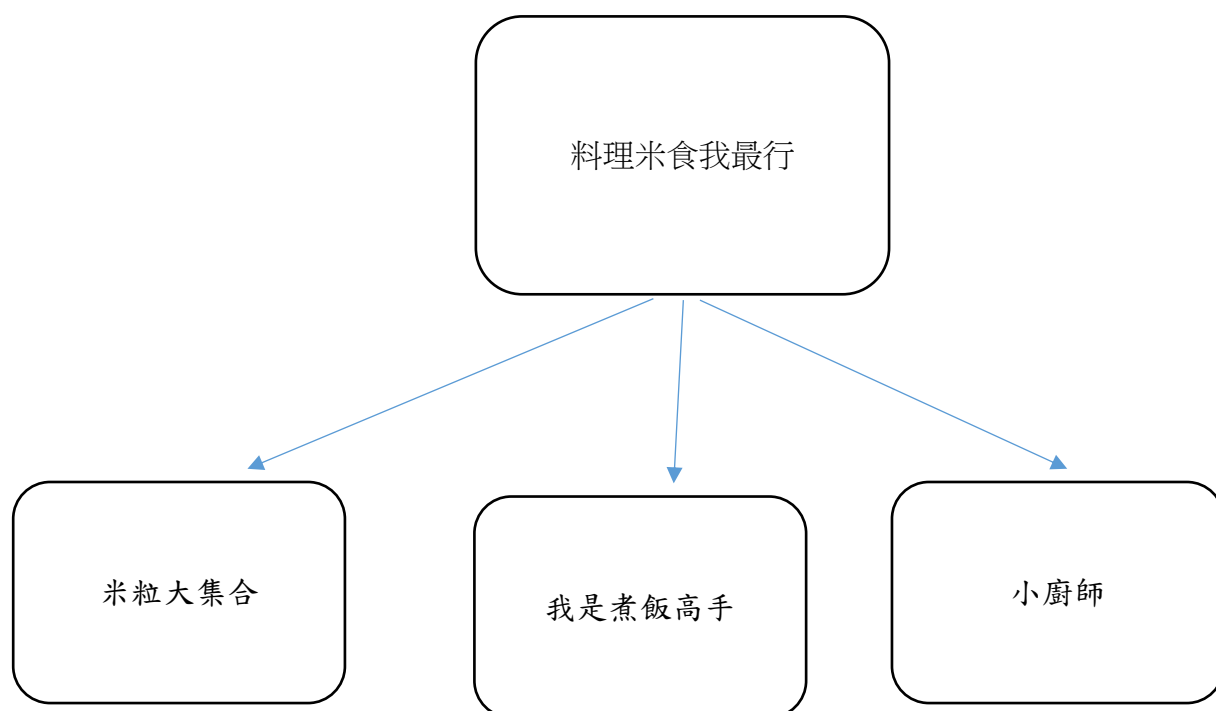 料理米食我最行
米粒大集合
我是煮飯高手
小廚師